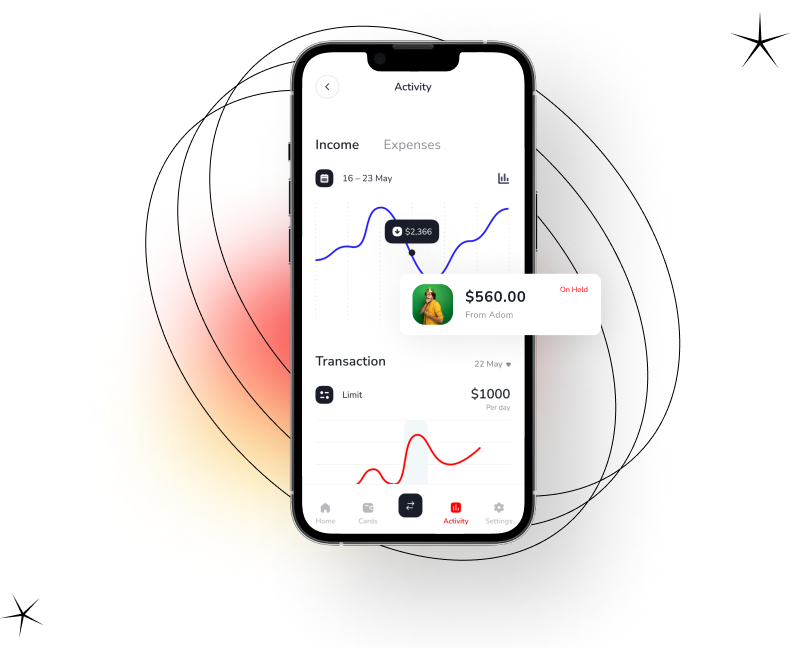 Activity
Income Expenses
16 – 23 May
$2,366
$560.00 On Hold
From Adom
Transaction 22 May
Limit $1000
Per day
Home Cards Activity Settings